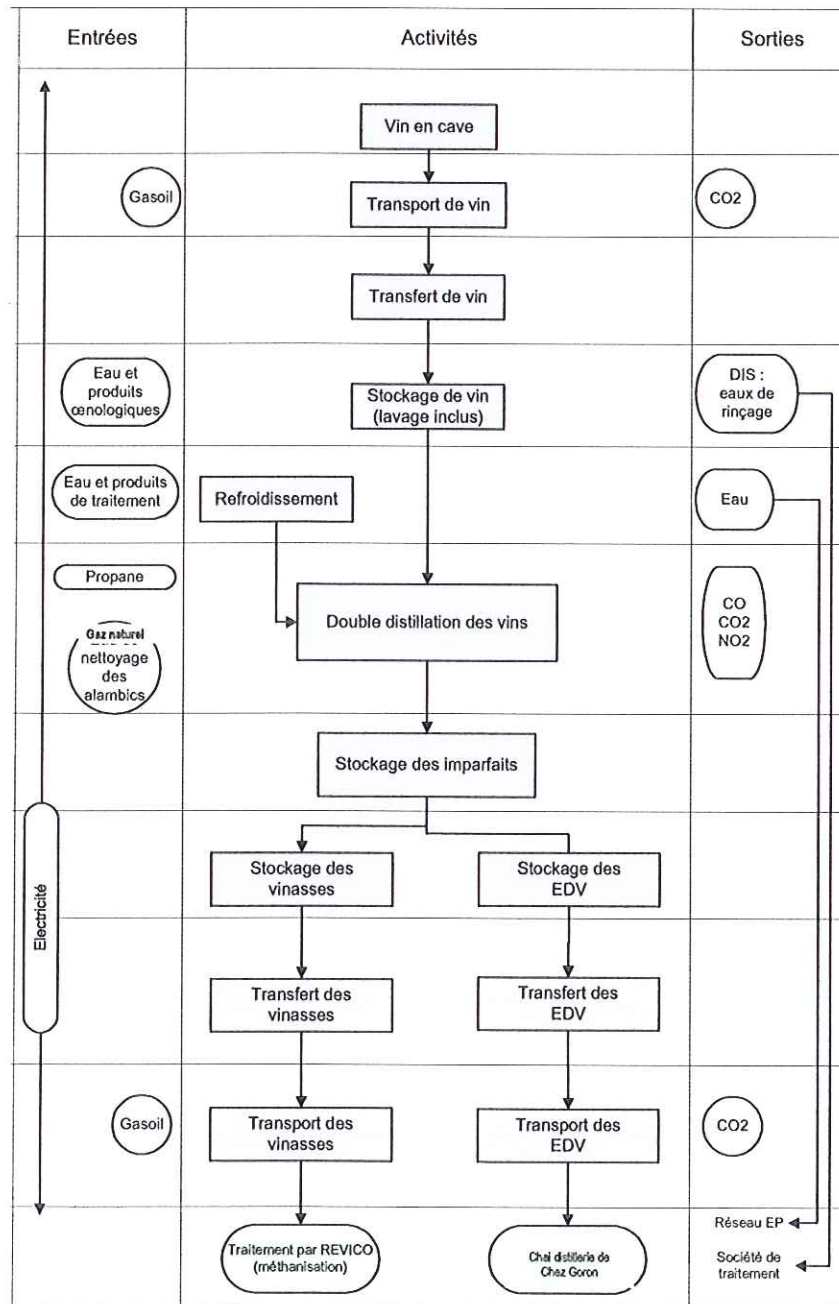 Entrées
Activités
Sorties
Vin en cave
Gasoil
Transport de vin
CO2
Transfert de vin
Eau et
produits
œnologiques
Stockage de vin
(lavage inclus)
DIS :
eaux de
rinçage
Eau et produits
de traitement
Refroidissement
Eau
Propane
Double distillation des vins
CO
CO2
NO2
Gaz naturel
nettoyage
des
alambics
Stockage des imparfaits
Electricité
Stockage des
vinasses
Stockage des
EDV
Transfert des
vinasses
Transfert des
EDV
Gasoil
Transport des
vinasses
Transport des
EDV
CO2
Traitement par REVICO
(méthanisation)
Chai distillerie de
Chez Goron
Réseau EP
Société de
traitement